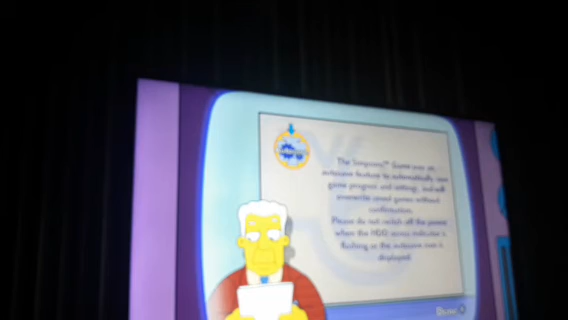 The Simpsons™ Game uses an
autosave feature to automatically save
game progress and settings, and will
overwrite saved games without
confirmation.
Please do not switch off the power
when the HDD access indicator is
flashing or the autosave icon is
displayed.